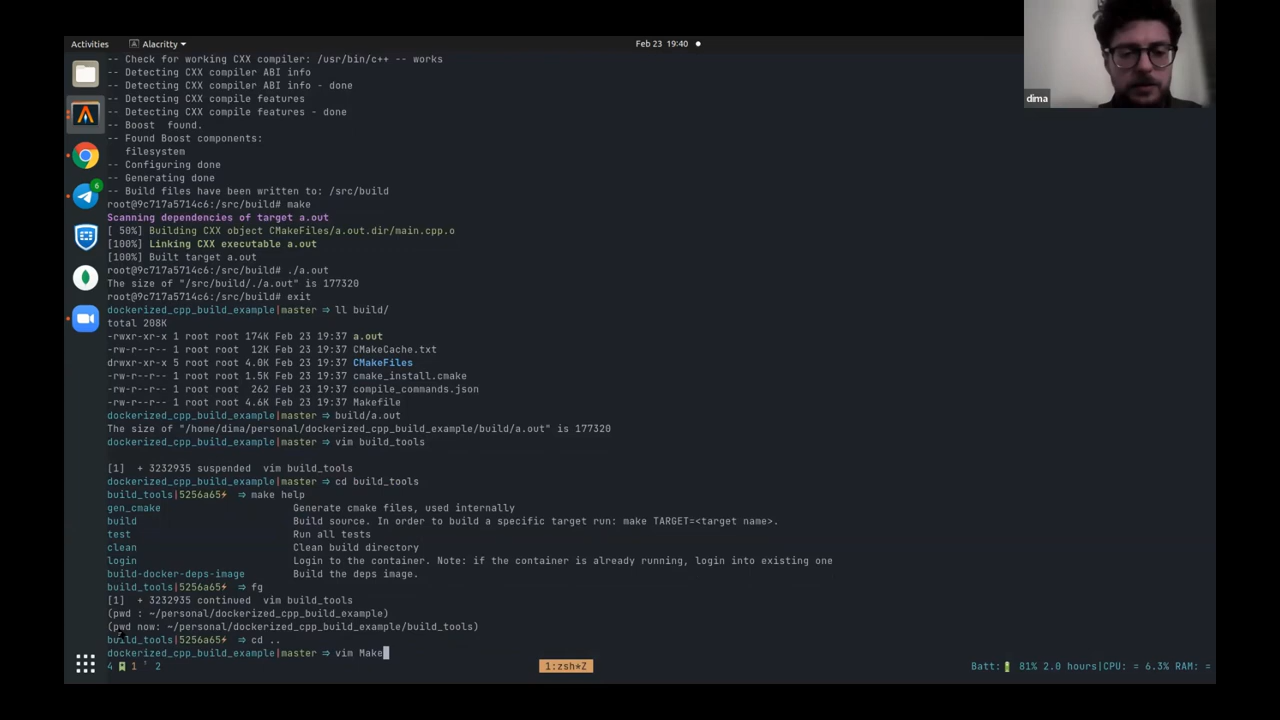 Activities
Alacritty
Feb 23 19:40
dima
-- Check for working CXX compiler: /usr/bin/c++ -- works
-- Detecting CXX compiler ABI info
-- Detecting CXX compiler ABI info - done
-- Detecting CXX compile features
-- Detecting CXX compile features - done
-- Boost  found.
-- Found Boost components:
   filesystem
-- Configuring done
-- Generating done
-- Build files have been written to: /src/build
root@9c717a5714c6:/src/build# make
Scanning dependencies of target a.out
[ 50%] Building CXX object CMakeFiles/a.out.dir/main.cpp.o
[100%] Linking CXX executable a.out
[100%] Built target a.out
root@9c717a5714c6:/src/build# ./a.out
The size of "/src/build/./a.out" is 177320
root@9c717a5714c6:/src/build# exit
dockerized_cpp_build_example|master ⇒ ll build/
total 208K
-rwxr-xr-x 1 root root 174K Feb 23 19:37 a.out
-rw-r--r-- 1 root root  12K Feb 23 19:37 CMakeCache.txt
drwxr-xr-x 5 root root 4.0K Feb 23 19:37 CMakeFiles
-rw-r--r-- 1 root root 1.5K Feb 23 19:37 cmake_install.cmake
-rw-r--r-- 1 root root  262 Feb 23 19:37 compile_commands.json
-rw-r--r-- 1 root root 4.6K Feb 23 19:37 Makefile
dockerized_cpp_build_example|master ⇒ build/a.out
The size of "/home/dima/personal/dockerized_cpp_build_example/build/a.out" is 177320
dockerized_cpp_build_example|master ⇒ vim build_tools
[1]  + 3232935 suspended  vim build_tools
dockerized_cpp_build_example|master ⇒ cd build_tools
build_tools|5256a65⚡ ⇒ make help
gen_cmake Generate cmake files, used internally
build Build source. In order to build a specific target run: make TARGET=<target name>.
test Run all tests
clean Clean build directory
login Login to the container. Note: if the container is already running, login into existing one
build-docker-deps-image Build the deps image.
build_tools|5256a65⚡ ⇒ fg
[1]  + 3232935 continued  vim build_tools
(pwd : ~/personal/dockerized_cpp_build_example)
(pwd now: ~/personal/dockerized_cpp_build_example/build_tools)
build_tools|5256a65⚡ ⇒ cd ..
dockerized_cpp_build_example|master ⇒ vim Make
6
4 1 2
1:zsh*Z
Batt: 81% 2.0 hours|CPU: = 6.3% RAM: =